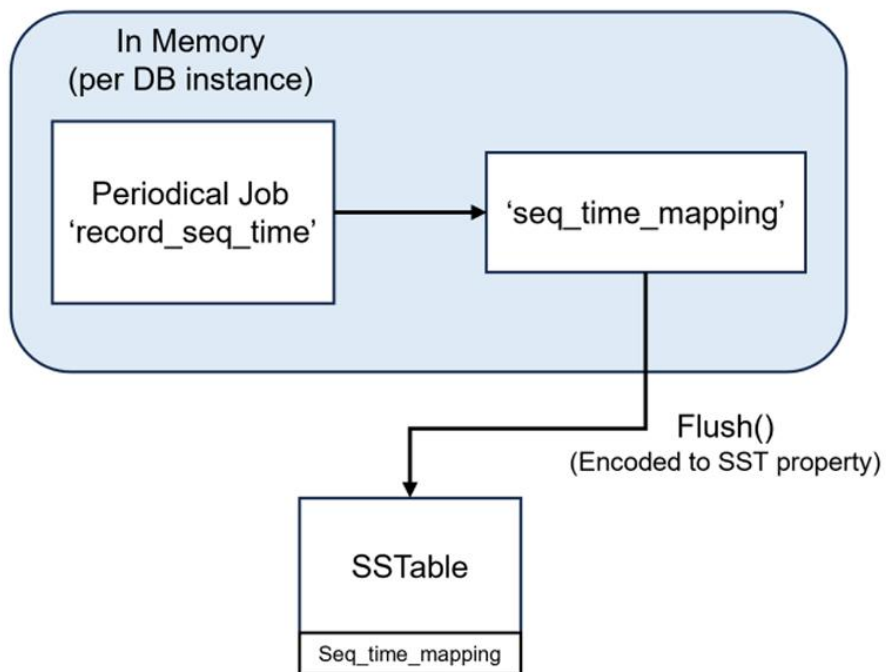 In Memory
(per DB instance)
Periodical Job
‘record_seq_time’
‘seq_time_mapping’
Flush()
(Encoded to SST property)
SSTable
Seq_time_mapping